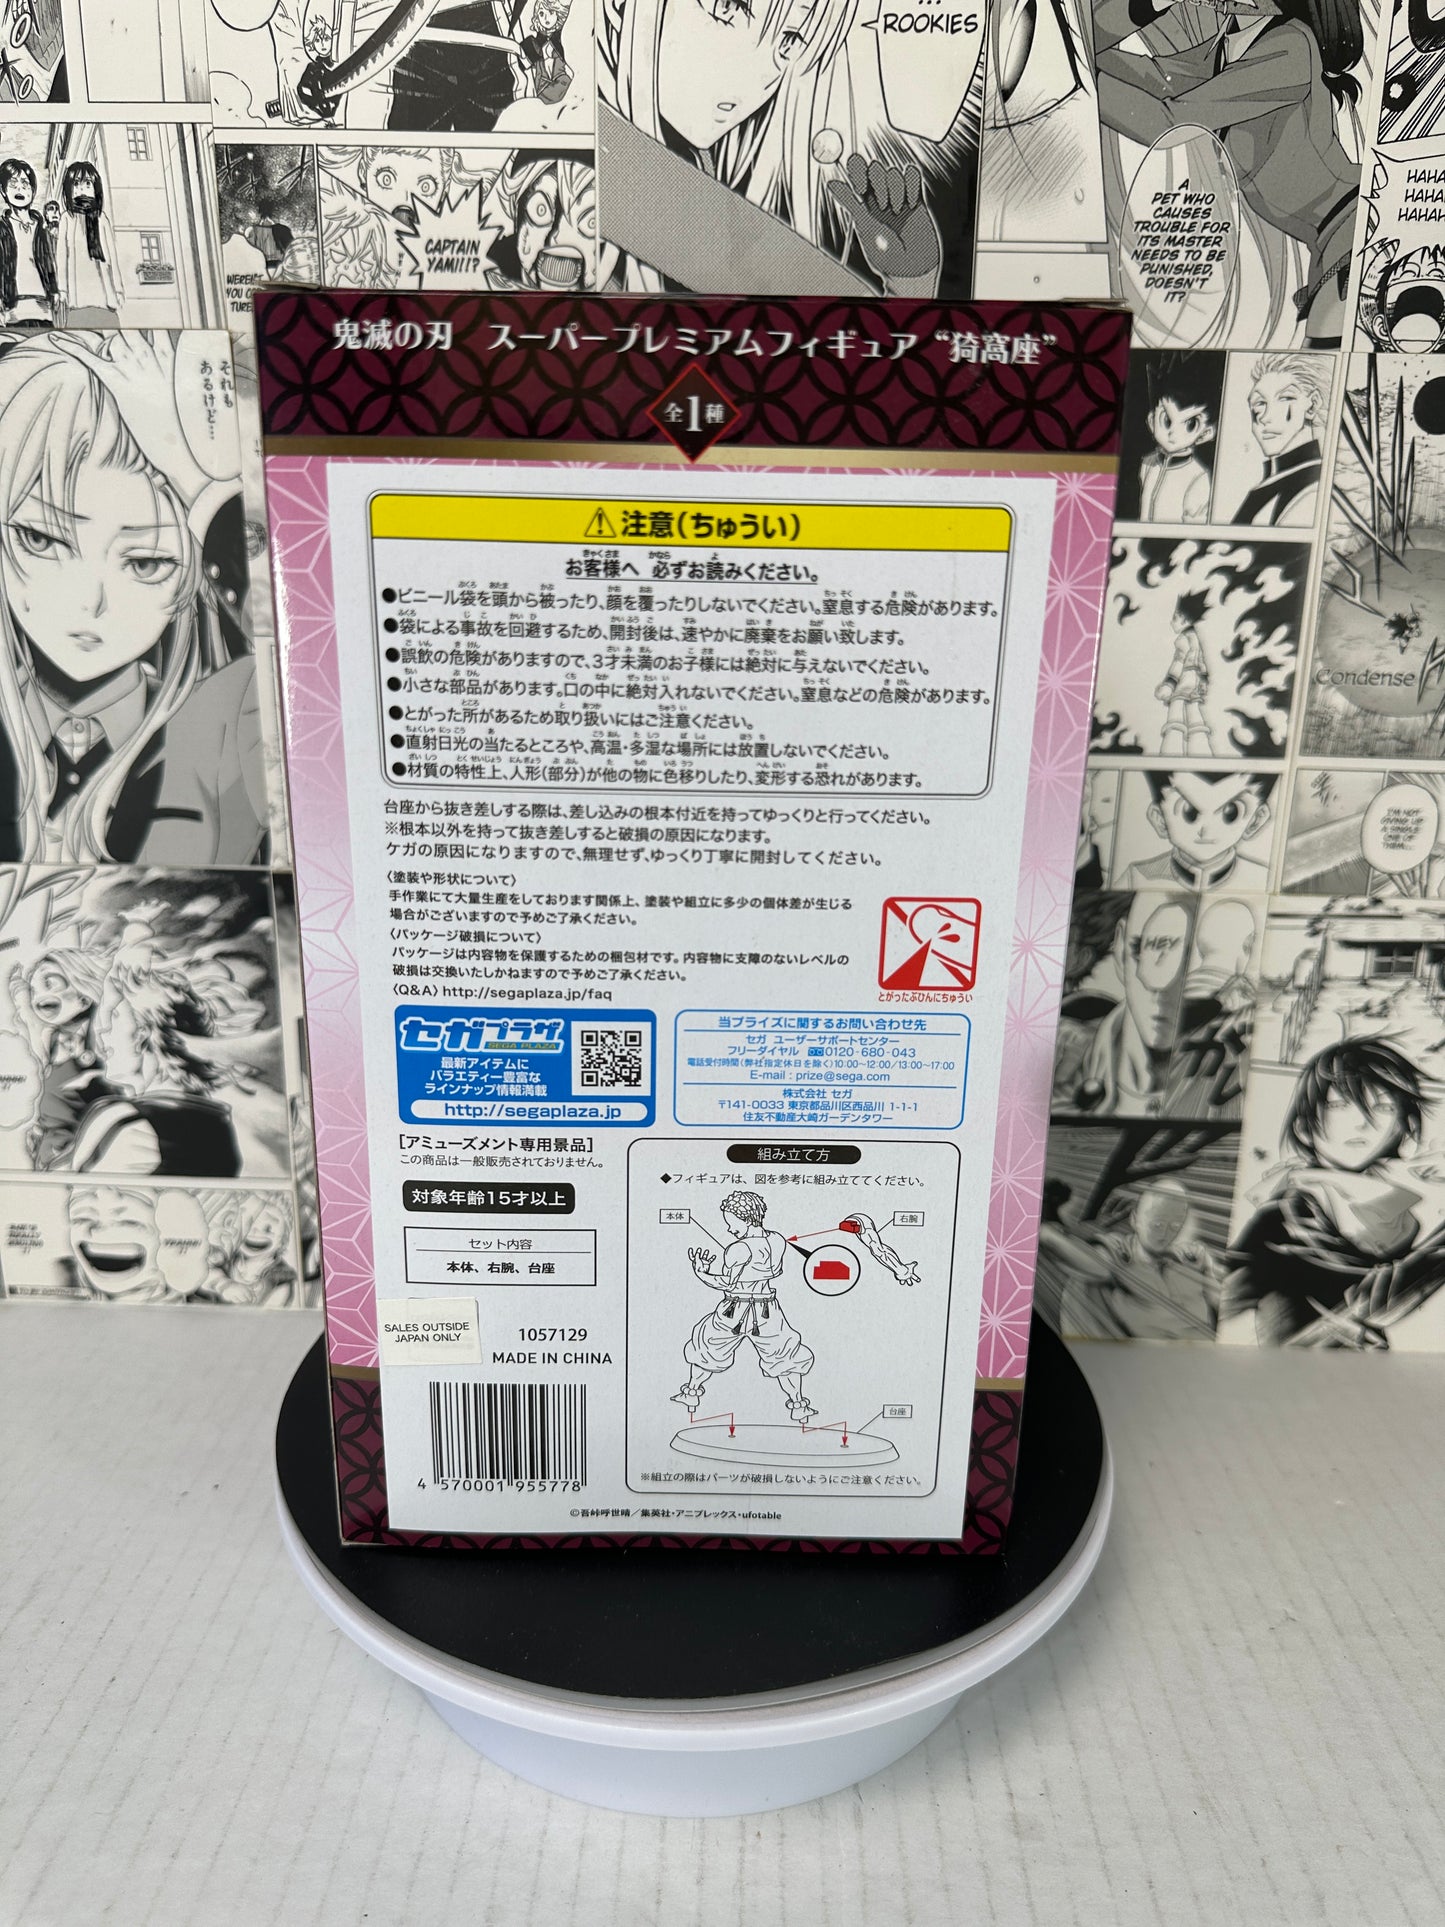 ROOKIES
CAPTAIN
YAMI!!?
A
PET WHO
CAUSES
TROUBLE FOR
ITS MASTER
NEEDS TO BE
PUNISHED,
DOESN'T
IT?
それも
あるけど…
Condense
HEY
鬼滅の刃 スーパープレミアムフィギュア “猗窩座”
全1種
注意(ちゅうい)
お客様へ 必ずお読みください。
●ビニール袋を頭から被ったり、顔を覆ったりしないでください。窒息する危険があります。
●袋による事故を回避するため、開封後は、速やかに廃棄をお願い致します。
●誤飲の危険がありますので、3才未満のお子様には絶対に与えないでください。
●小さな部品があります。口の中に絶対入れないでください。窒息などの危険があります。
●とがった所があるため取り扱いにはご注意ください。
●直射日光の当たるところや、高温・多湿な場所には放置しないでください。
●材質の特性上、人形(部分)が他の物に色移りしたり、変形する恐れがあります。
台座から抜き差しする際は、差し込みの根本付近を持ってゆっくりと行ってください。
※根本以外を持って抜き差しすると破損の原因になります。
ケガの原因になりますので、無理せず、ゆっくり丁寧に開封してください。
〈塗装や形状について〉
手作業にて大量生産をしております関係上、塗装や組立に多少の個体差が生じる
場合がございますので予めご了承ください。
〈パッケージ破損について〉
パッケージは内容物を保護するための梱包材です。内容物に支障のないレベルの
破損は交換いたしかねますので予めご了承ください。
〈Q&A〉http://segaplaza.jp/faq
とがったぶひんにちゅうい
セガプラザ
SEGA PLAZA
最新アイテムに
バラエティー豊富な
ラインナップ情報満載
http://segaplaza.jp
当プライズに関するお問い合わせ先
セガ ユーザーサポートセンター
フリーダイヤル 0120-680-043
電話受付時間(弊社指定休日を除く)10:00~12:00/13:00~17:00
E-mail : prize@sega.com
株式会社 セガ
〒141-0033 東京都品川区西品川 1-1-1
住友不動産大崎ガーデンタワー
[アミューズメント専用景品]
この商品は一般販売されておりません。
対象年齢15才以上
セット内容
本体、右腕、台座
SALES OUTSIDE
JAPAN ONLY
1057129
MADE IN CHINA
4 570001 955778
組み立て方
◆フィギュアは、図を参考に組み立ててください。
本体
右腕
台座
※組立の際はパーツが破損しないようにご注意ください。
©吾峠呼世晴／集英社・アニプレックス・ufotable